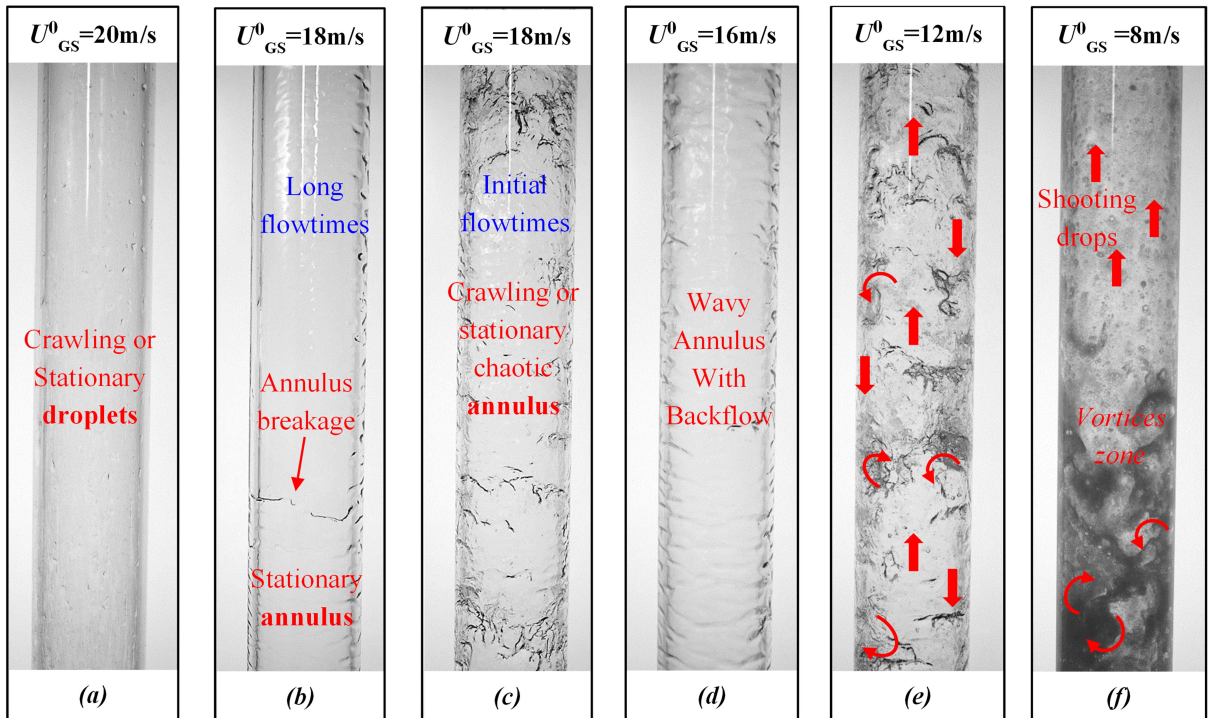 U⁰GS=20m/s
Crawling or
Stationary
droplets
(a)
U⁰GS=18m/s
Long
flowtimes
Annulus
breakage
Stationary
annulus
(b)
U⁰GS=18m/s
Initial
flowtimes
Crawling or
stationary
chaotic
annulus
(c)
U⁰GS=16m/s
Wavy
Annulus
With
Backflow
(d)
U⁰GS=12m/s
(e)
U⁰GS=8m/s
Shooting
drops
Vortices
zone
(f)